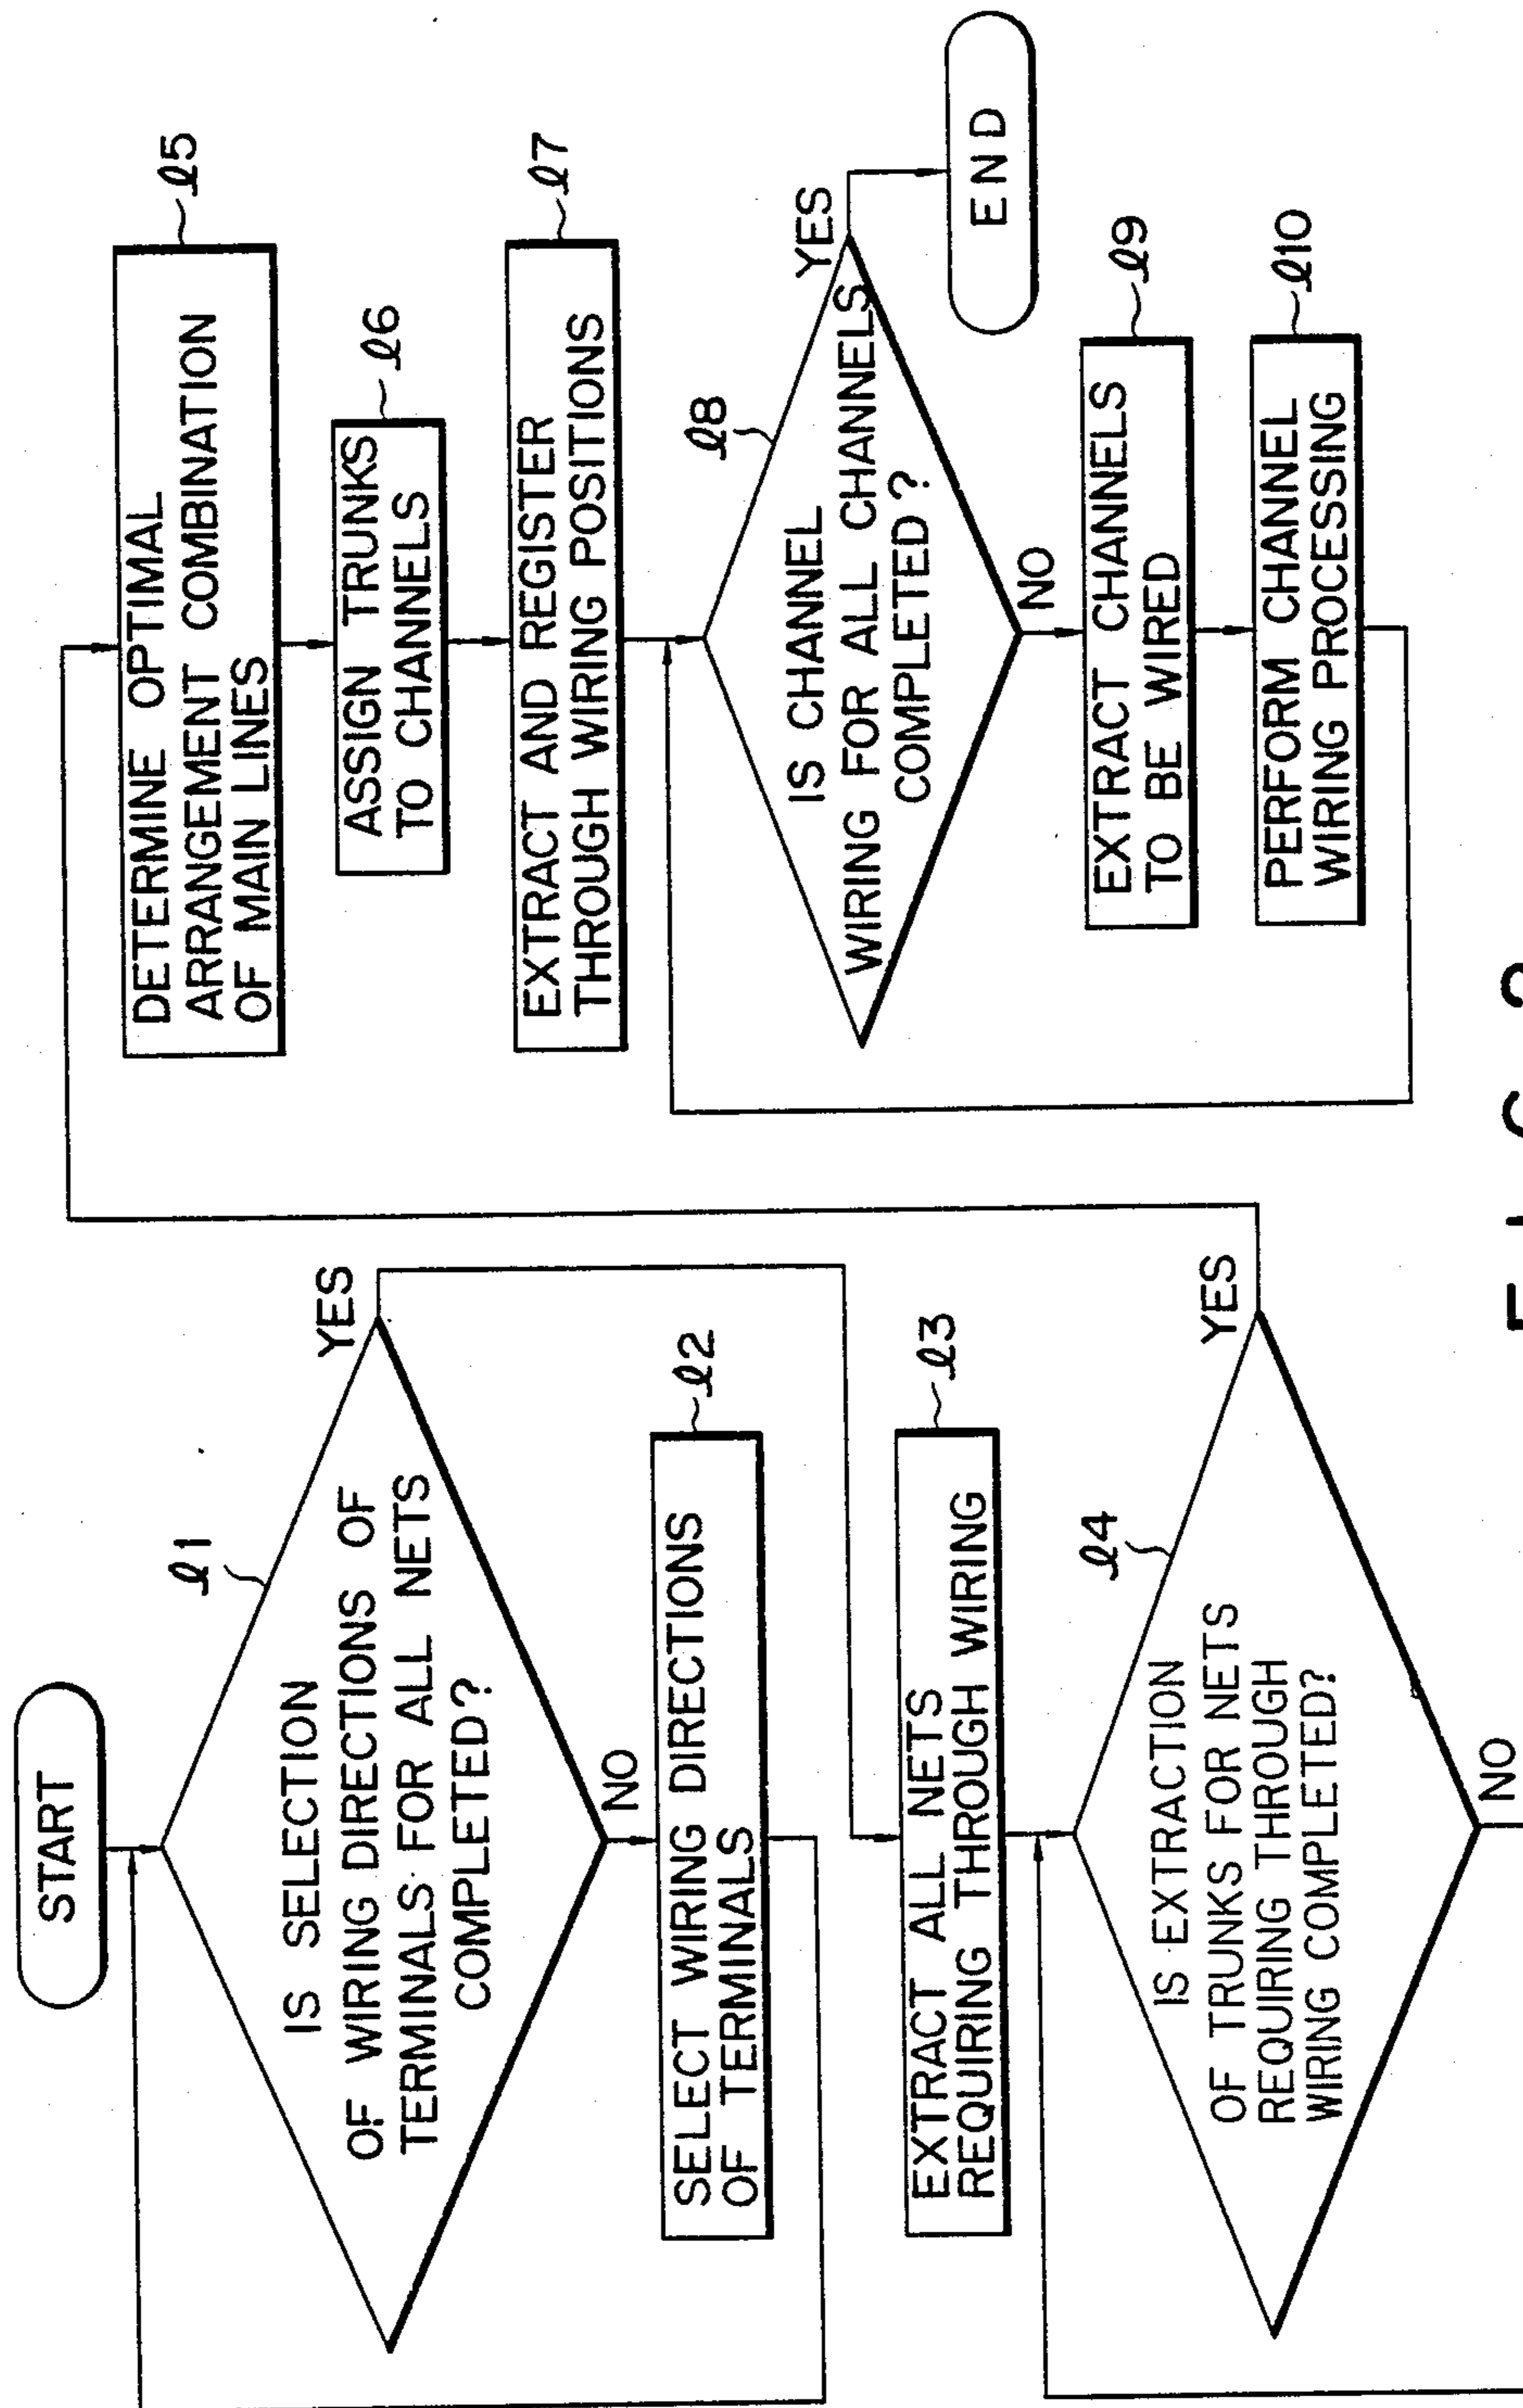 START
ℓ1
IS SELECTION
OF WIRING DIRECTIONS OF
TERMINALS FOR ALL NETS
COMPLETED?
YES
NO
ℓ2
SELECT WIRING DIRECTIONS
OF TERMINALS
ℓ3
EXTRACT ALL NETS
REQUIRING THROUGH WIRING
ℓ4
IS EXTRACTION
OF TRUNKS FOR NETS
REQUIRING THROUGH
WIRING COMPLETED?
YES
NO
ℓ5
DETERMINE OPTIMAL
ARRANGEMENT COMBINATION
OF MAIN LINES
ℓ6
ASSIGN TRUNKS
TO CHANNELS
ℓ7
EXTRACT AND REGISTER
THROUGH WIRING POSITIONS
ℓ8
IS CHANNEL
WIRING FOR ALL CHANNELS
COMPLETED?
YES
NO
END
ℓ9
EXTRACT CHANNELS
TO BE WIRED
ℓ10
PERFORM CHANNEL
WIRING PROCESSING